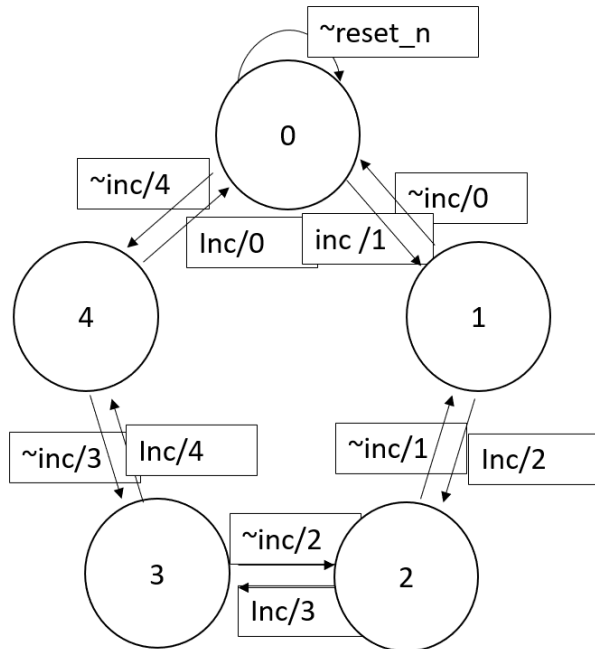 ~reset_n
0
~inc/4
~inc/0
Inc/0
inc /1
4
1
~inc/3
Inc/4
~inc/1
Inc/2
~inc/2
3
2
Inc/3